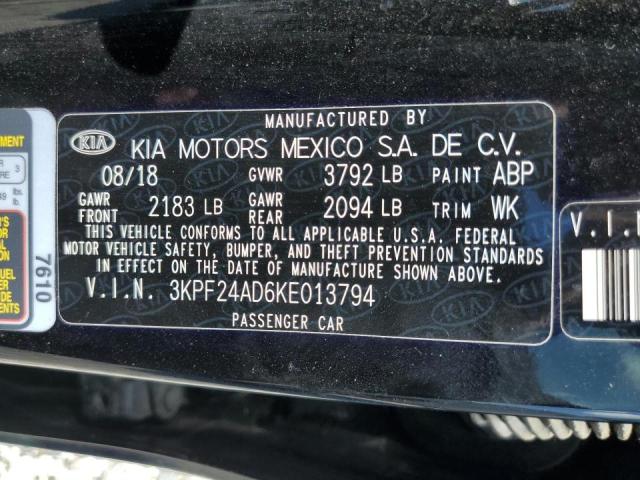 MANUFACTURED BY
KIA KIA MOTORS MEXICO S.A. DE C.V.
08/18 GVWR 3792 LB PAINT ABP
GAWR FRONT 2183 LB GAWR REAR 2094 LB TRIM WK
THIS VEHICLE CONFORMS TO ALL APPLICABLE U.S.A. FEDERAL
MOTOR VEHICLE SAFETY, BUMPER, AND THEFT PREVENTION STANDARDS
IN EFFECT ON THE DATE OF MANUFACTURE SHOWN ABOVE.
V.I.N. 3KPF24AD6KE013794
PASSENGER CAR
7610
V.I.N